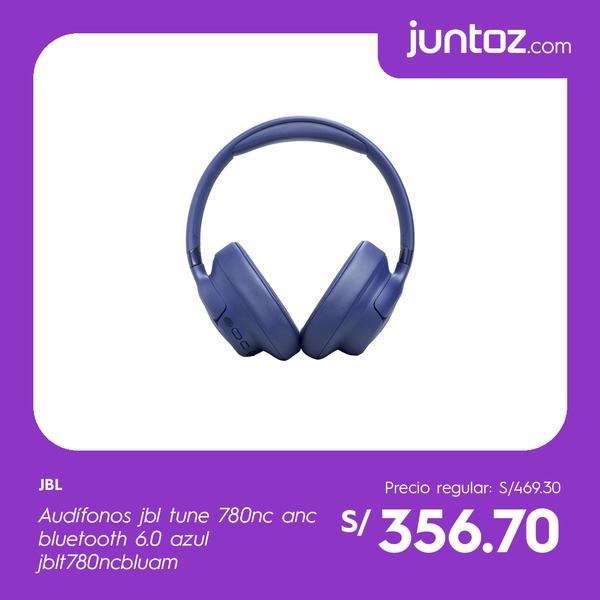 juntoz.com
JBL
Audífonos jbl tune 780nc anc
bluetooth 6.0 azul
jblt780ncbluam
Precio regular: S/469.30
S/ 356.70